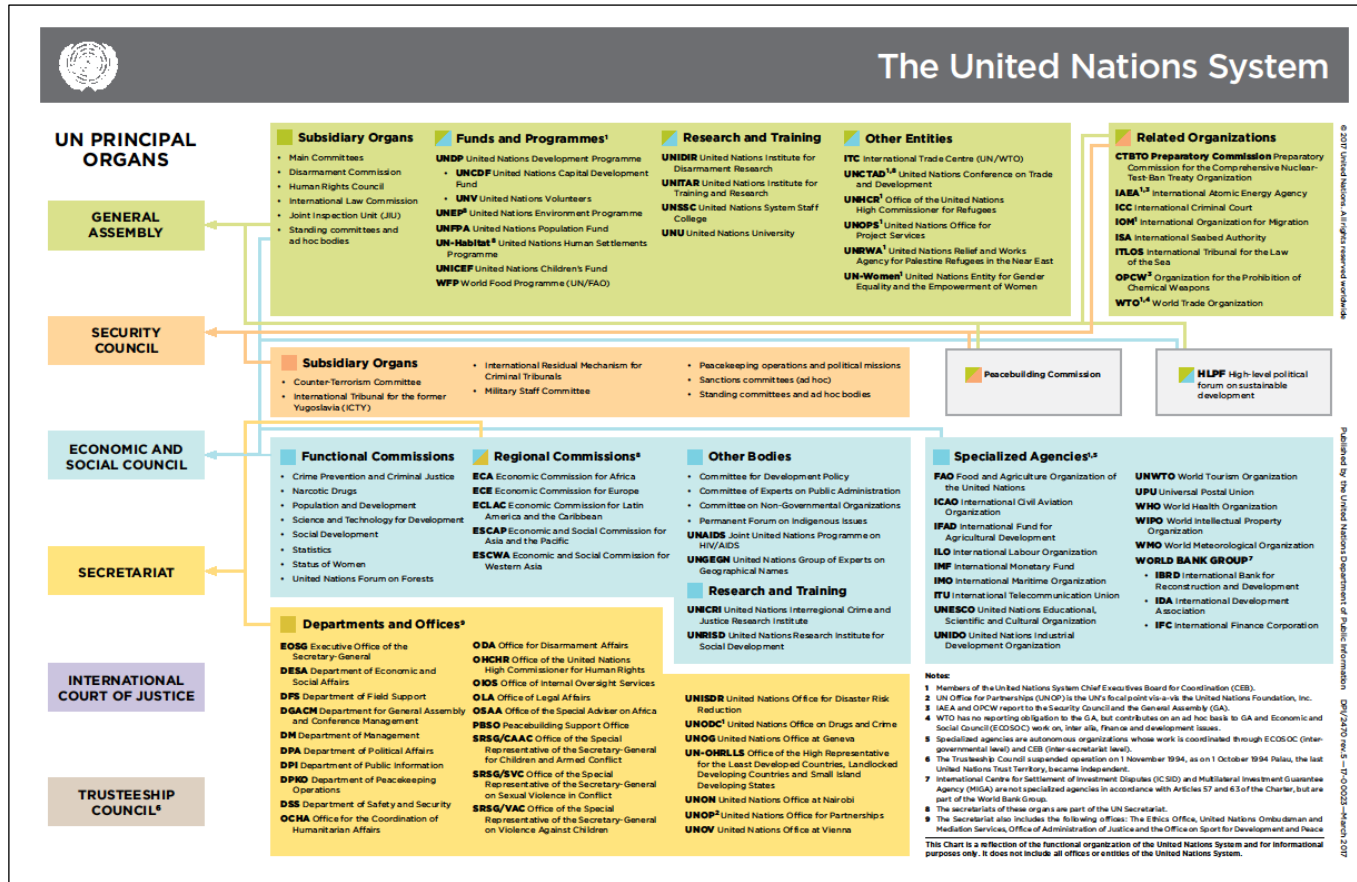 The United Nations System
UN PRINCIPAL
ORGANS
GENERAL
ASSEMBLY
SECURITY
COUNCIL
ECONOMIC AND
SOCIAL COUNCIL
SECRETARIAT
INTERNATIONAL
COURT OF JUSTICE
TRUSTEESHIP
COUNCIL⁶
Subsidiary Organs
• Main Committees
• Disarmament Commission
• Human Rights Council
• International Law Commission
• Joint Inspection Unit (JIU)
• Standing committees and
ad hoc bodies
Funds and Programmes¹
UNDP United Nations Development Programme
• UNCDF United Nations Capital Development
Fund
• UNV United Nations Volunteers
UNEP⁸ United Nations Environment Programme
UNFPA United Nations Population Fund
UN-Habitat⁸ United Nations Human Settlements
Programme
UNICEF United Nations Children's Fund
WFP World Food Programme (UN/FAO)
Research and Training
UNIDIR United Nations Institute for
Disarmament Research
UNITAR United Nations Institute for
Training and Research
UNSSC United Nations System Staff
College
UNU United Nations University
Other Entities
ITC International Trade Centre (UN/WTO)
UNCTAD¹,⁸ United Nations Conference on Trade
and Development
UNHCR¹ Office of the United Nations
High Commissioner for Refugees
UNOPS¹ United Nations Office for
Project Services
UNRWA¹ United Nations Relief and Works
Agency for Palestine Refugees in the Near East
UN-Women¹ United Nations Entity for Gender
Equality and the Empowerment of Women
Related Organizations
CTBTO Preparatory Commission Preparatory
Commission for the Comprehensive Nuclear-
Test-Ban Treaty Organization
IAEA¹,³ International Atomic Energy Agency
ICC International Criminal Court
IOM¹ International Organization for Migration
ISA International Seabed Authority
ITLOS International Tribunal for the Law
of the Sea
OPCW³ Organization for the Prohibition of
Chemical Weapons
WTO¹,⁴ World Trade Organization
Subsidiary Organs
• Counter-Terrorism Committee
• International Tribunal for the former
Yugoslavia (ICTY)
• International Residual Mechanism for
Criminal Tribunals
• Military Staff Committee
• Peacekeeping operations and political missions
• Sanctions committees (ad hoc)
• Standing committees and ad hoc bodies
Peacebuilding Commission
HLPF High-level political
forum on sustainable
development
Functional Commissions
• Crime Prevention and Criminal Justice
• Narcotic Drugs
• Population and Development
• Science and Technology for Development
• Social Development
• Statistics
• Status of Women
• United Nations Forum on Forests
Regional Commissions⁸
ECA Economic Commission for Africa
ECE Economic Commission for Europe
ECLAC Economic Commission for Latin
America and the Caribbean
ESCAP Economic and Social Commission for
Asia and the Pacific
ESCWA Economic and Social Commission for
Western Asia
Other Bodies
• Committee for Development Policy
• Committee of Experts on Public Administration
• Committee on Non-Governmental Organizations
• Permanent Forum on Indigenous Issues
UNAIDS Joint United Nations Programme on
HIV/AIDS
UNGEGN United Nations Group of Experts on
Geographical Names
Research and Training
UNICRI United Nations Interregional Crime and
Justice Research Institute
UNRISD United Nations Research Institute for
Social Development
Specialized Agencies¹,⁵
FAO Food and Agriculture Organization of
the United Nations
ICAO International Civil Aviation
Organization
IFAD International Fund for
Agricultural Development
ILO International Labour Organization
IMF International Monetary Fund
IMO International Maritime Organization
ITU International Telecommunication Union
UNESCO United Nations Educational,
Scientific and Cultural Organization
UNIDO United Nations Industrial
Development Organization
UNWTO World Tourism Organization
UPU Universal Postal Union
WHO World Health Organization
WIPO World Intellectual Property
Organization
WMO World Meteorological Organization
WORLD BANK GROUP⁷
• IBRD International Bank for
Reconstruction and Development
• IDA International Development
Association
• IFC International Finance Corporation
Departments and Offices⁹
EOSG Executive Office of the
Secretary-General
DESA Department of Economic and
Social Affairs
DFS Department of Field Support
DGACM Department for General Assembly
and Conference Management
DM Department of Management
DPA Department of Political Affairs
DPI Department of Public Information
DPKO Department of Peacekeeping
Operations
DSS Department of Safety and Security
OCHA Office for the Coordination of
Humanitarian Affairs
ODA Office for Disarmament Affairs
OHCHR Office of the United Nations
High Commissioner for Human Rights
OIOS Office of Internal Oversight Services
OLA Office of Legal Affairs
OSAA Office of the Special Adviser on Africa
PBSO Peacebuilding Support Office
SRSG/CAAC Office of the Special
Representative of the Secretary-General
for Children and Armed Conflict
SRSG/SVC Office of the Special
Representative of the Secretary-General
on Sexual Violence in Conflict
SRSG/VAC Office of the Special
Representative of the Secretary-General
on Violence Against Children
UNISDR United Nations Office for Disaster Risk
Reduction
UNODC¹ United Nations Office on Drugs and Crime
UNOG United Nations Office at Geneva
UN-OHRLLS Office of the High Representative
for the Least Developed Countries, Landlocked
Developing Countries and Small Island
Developing States
UNON United Nations Office at Nairobi
UNOP² United Nations Office for Partnerships
UNOV United Nations Office at Vienna
Notes:
1 Members of the United Nations System Chief Executives Board for Coordination (CEB).
2 UN Office for Partnerships (UNOP) is the UN's focal point vis-a-vis the United Nations Foundation, Inc.
3 IAEA and OPCW report to the Security Council and the General Assembly (GA).
4 WTO has no reporting obligation to the GA, but contributes on an ad hoc basis to GA and Economic and
Social Council (ECOSOC) work on, inter alia, finance and development issues.
5 Specialized agencies are autonomous organizations whose work is coordinated through ECOSOC (inter-
governmental level) and CEB (inter-secretariat level).
6 The Trusteeship Council suspended operation on 1 November 1994, as on 1 October 1994 Palau, the last
United Nations Trust Territory, became independent.
7 International Centre for Settlement of Investment Disputes (ICSID) and Multilateral Investment Guarantee
Agency (MIGA) are not specialized agencies in accordance with Articles 57 and 63 of the Charter, but are
part of the World Bank Group.
8 The secretariats of these organs are part of the UN Secretariat.
9 The Secretariat also includes the following offices: The Ethics Office, United Nations Ombudsman and
Mediation Services, Office of Administration of Justice and the Office on Sport for Development and Peace
This Chart is a reflection of the functional organization of the United Nations System and for informational
purposes only. It does not include all offices or entities of the United Nations System.
© 2017 United Nations. All rights reserved worldwide
Published by the United Nations Department of Public Information DPI/2470 rev.5 —17-00023—March 2017